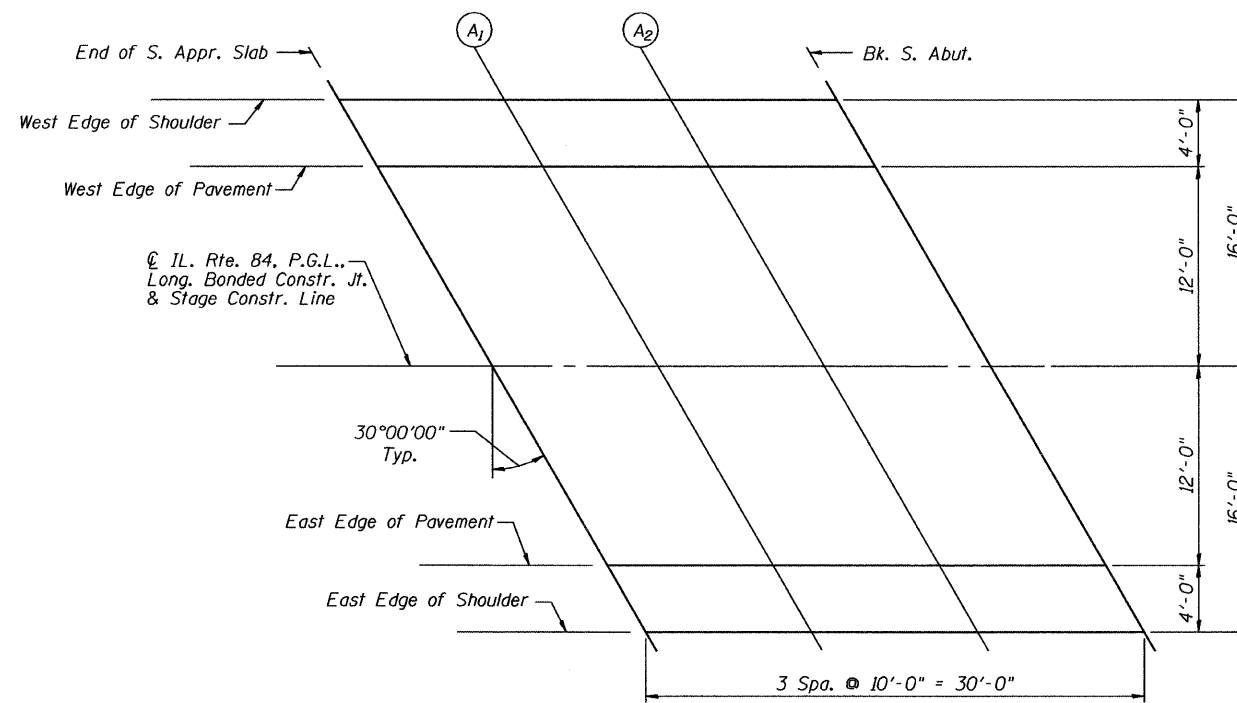 A1
A2
End of S. Appr. Slab
Bk. S. Abut.
West Edge of Shoulder
4'-0"
West Edge of Pavement
12'-0"
16'-0"
℄ IL. Rte. 84, P.G.L.,
Long. Bonded Constr. Jt.
& Stage Constr. Line
30°00'00"
Typ.
12'-0"
16'-0"
East Edge of Pavement
East Edge of Shoulder
4'-0"
3 Spa. @ 10'-0" = 30'-0"